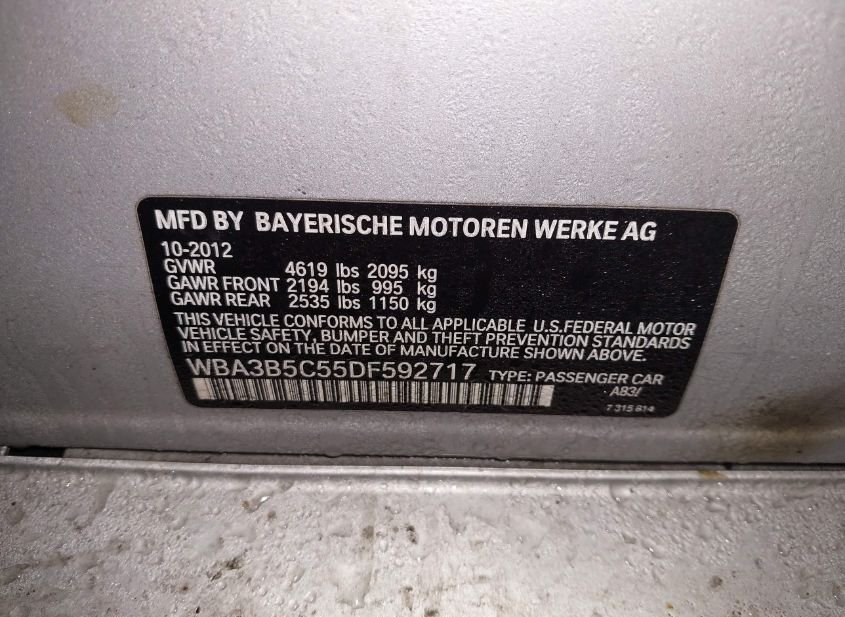 MFD BY BAYERISCHE MOTOREN WERKE AG
10-2012
GVWR 4619 lbs 2095 kg
GAWR FRONT 2194 lbs 995 kg
GAWR REAR 2535 lbs 1150 kg
THIS VEHICLE CONFORMS TO ALL APPLICABLE U.S.FEDERAL MOTOR
VEHICLE SAFETY, BUMPER AND THEFT PREVENTION STANDARDS
IN EFFECT ON THE DATE OF MANUFACTURE SHOWN ABOVE.
WBA3B5C55DF592717 TYPE: PASSENGER CAR
A83/
7 315 614